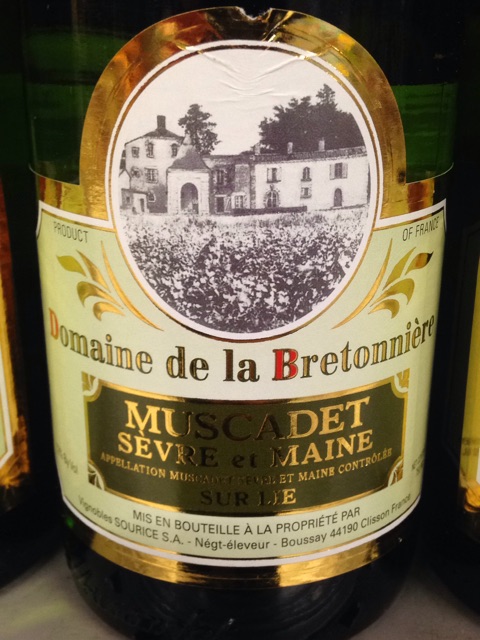 PRODUCT OF FRANCE
Domaine de la Bretonnière
MUSCADET
SÈVRE et MAINE
APPELLATION MUSCADET SÈVRE ET MAINE CONTRÔLÉE
SUR LIE
MIS EN BOUTEILLE À LA PROPRIÉTÉ PAR
Vignobles SOURICE S.A. - Négt-éleveur - Boussay 44190 Clisson France